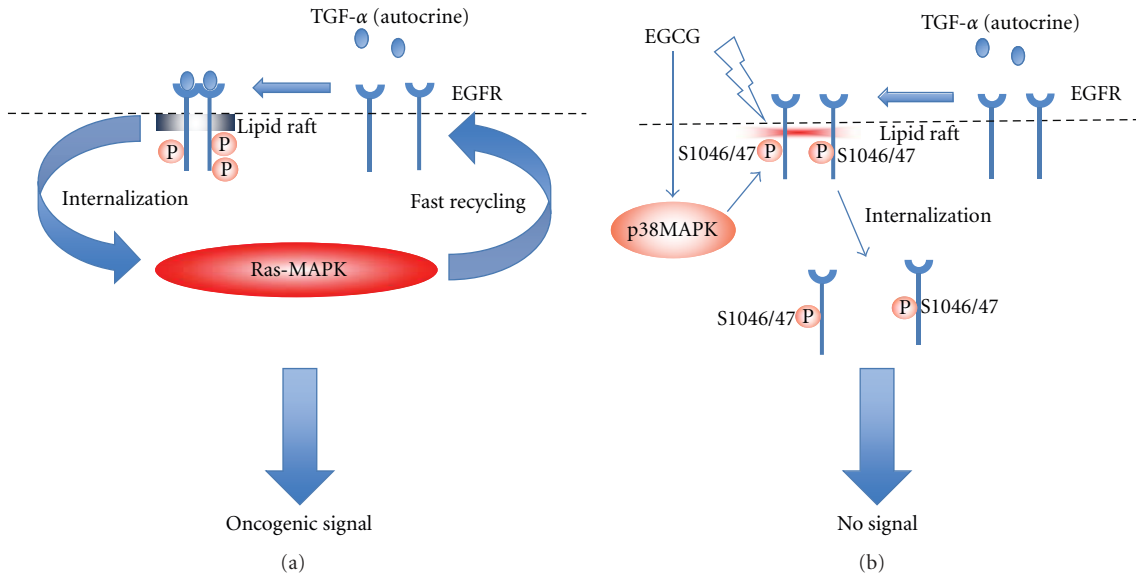 TGF-α (autocrine)
EGFR
Lipid raft
P
P
P
Internalization
Fast recycling
Ras-MAPK
Oncogenic signal
(a)
EGCG
TGF-α (autocrine)
EGFR
Lipid raft
S1046/47
P
P
S1046/47
p38MAPK
Internalization
S1046/47
P
P
S1046/47
No signal
(b)